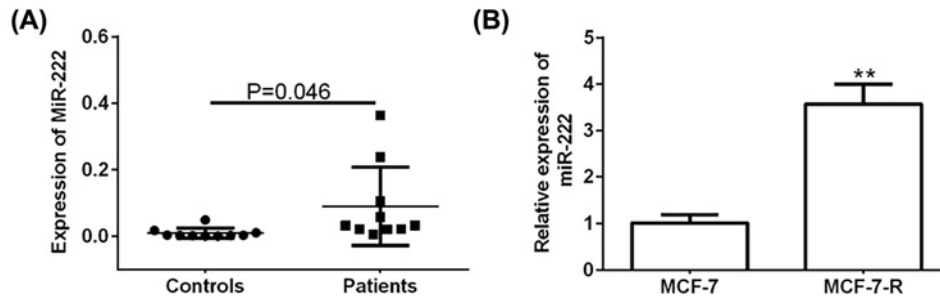 (A)
Expression of MiR-222
0.6
0.4
0.2
0.0
P=0.046
Controls Patients
(B)
Relative expression of
miR-222
5
4
3
2
1
0
**
MCF-7 MCF-7-R